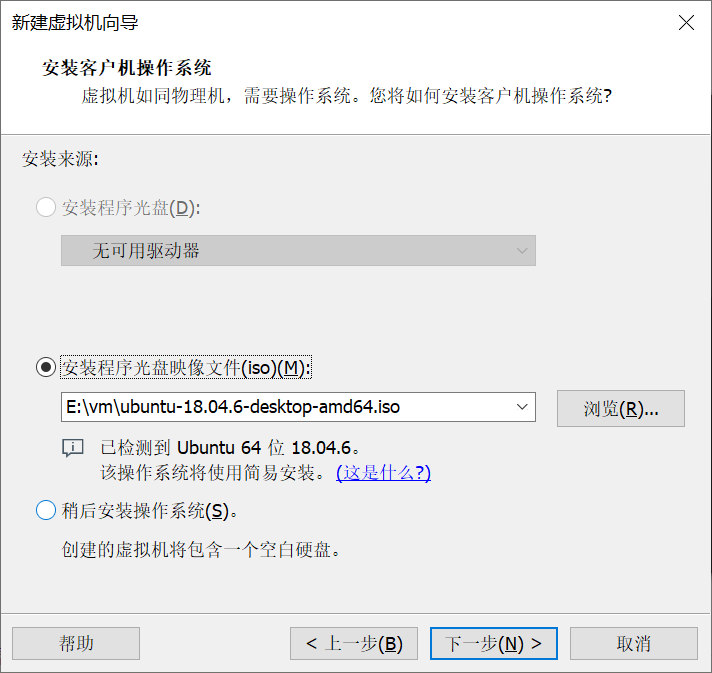 新建虚拟机向导
安装客户机操作系统
虚拟机如同物理机，需要操作系统。您将如何安装客户机操作系统?
安装来源:
安装程序光盘(D):
无可用驱动器
安装程序光盘映像文件(iso)(M):
E:\vm\ubuntu-18.04.6-desktop-amd64.iso
浏览(R)...
已检测到 Ubuntu 64 位 18.04.6。
该操作系统将使用简易安装。 (这是什么?)
稍后安装操作系统(S)。
创建的虚拟机将包含一个空白硬盘。
帮助
< 上一步(B)
下一步(N) >
取消